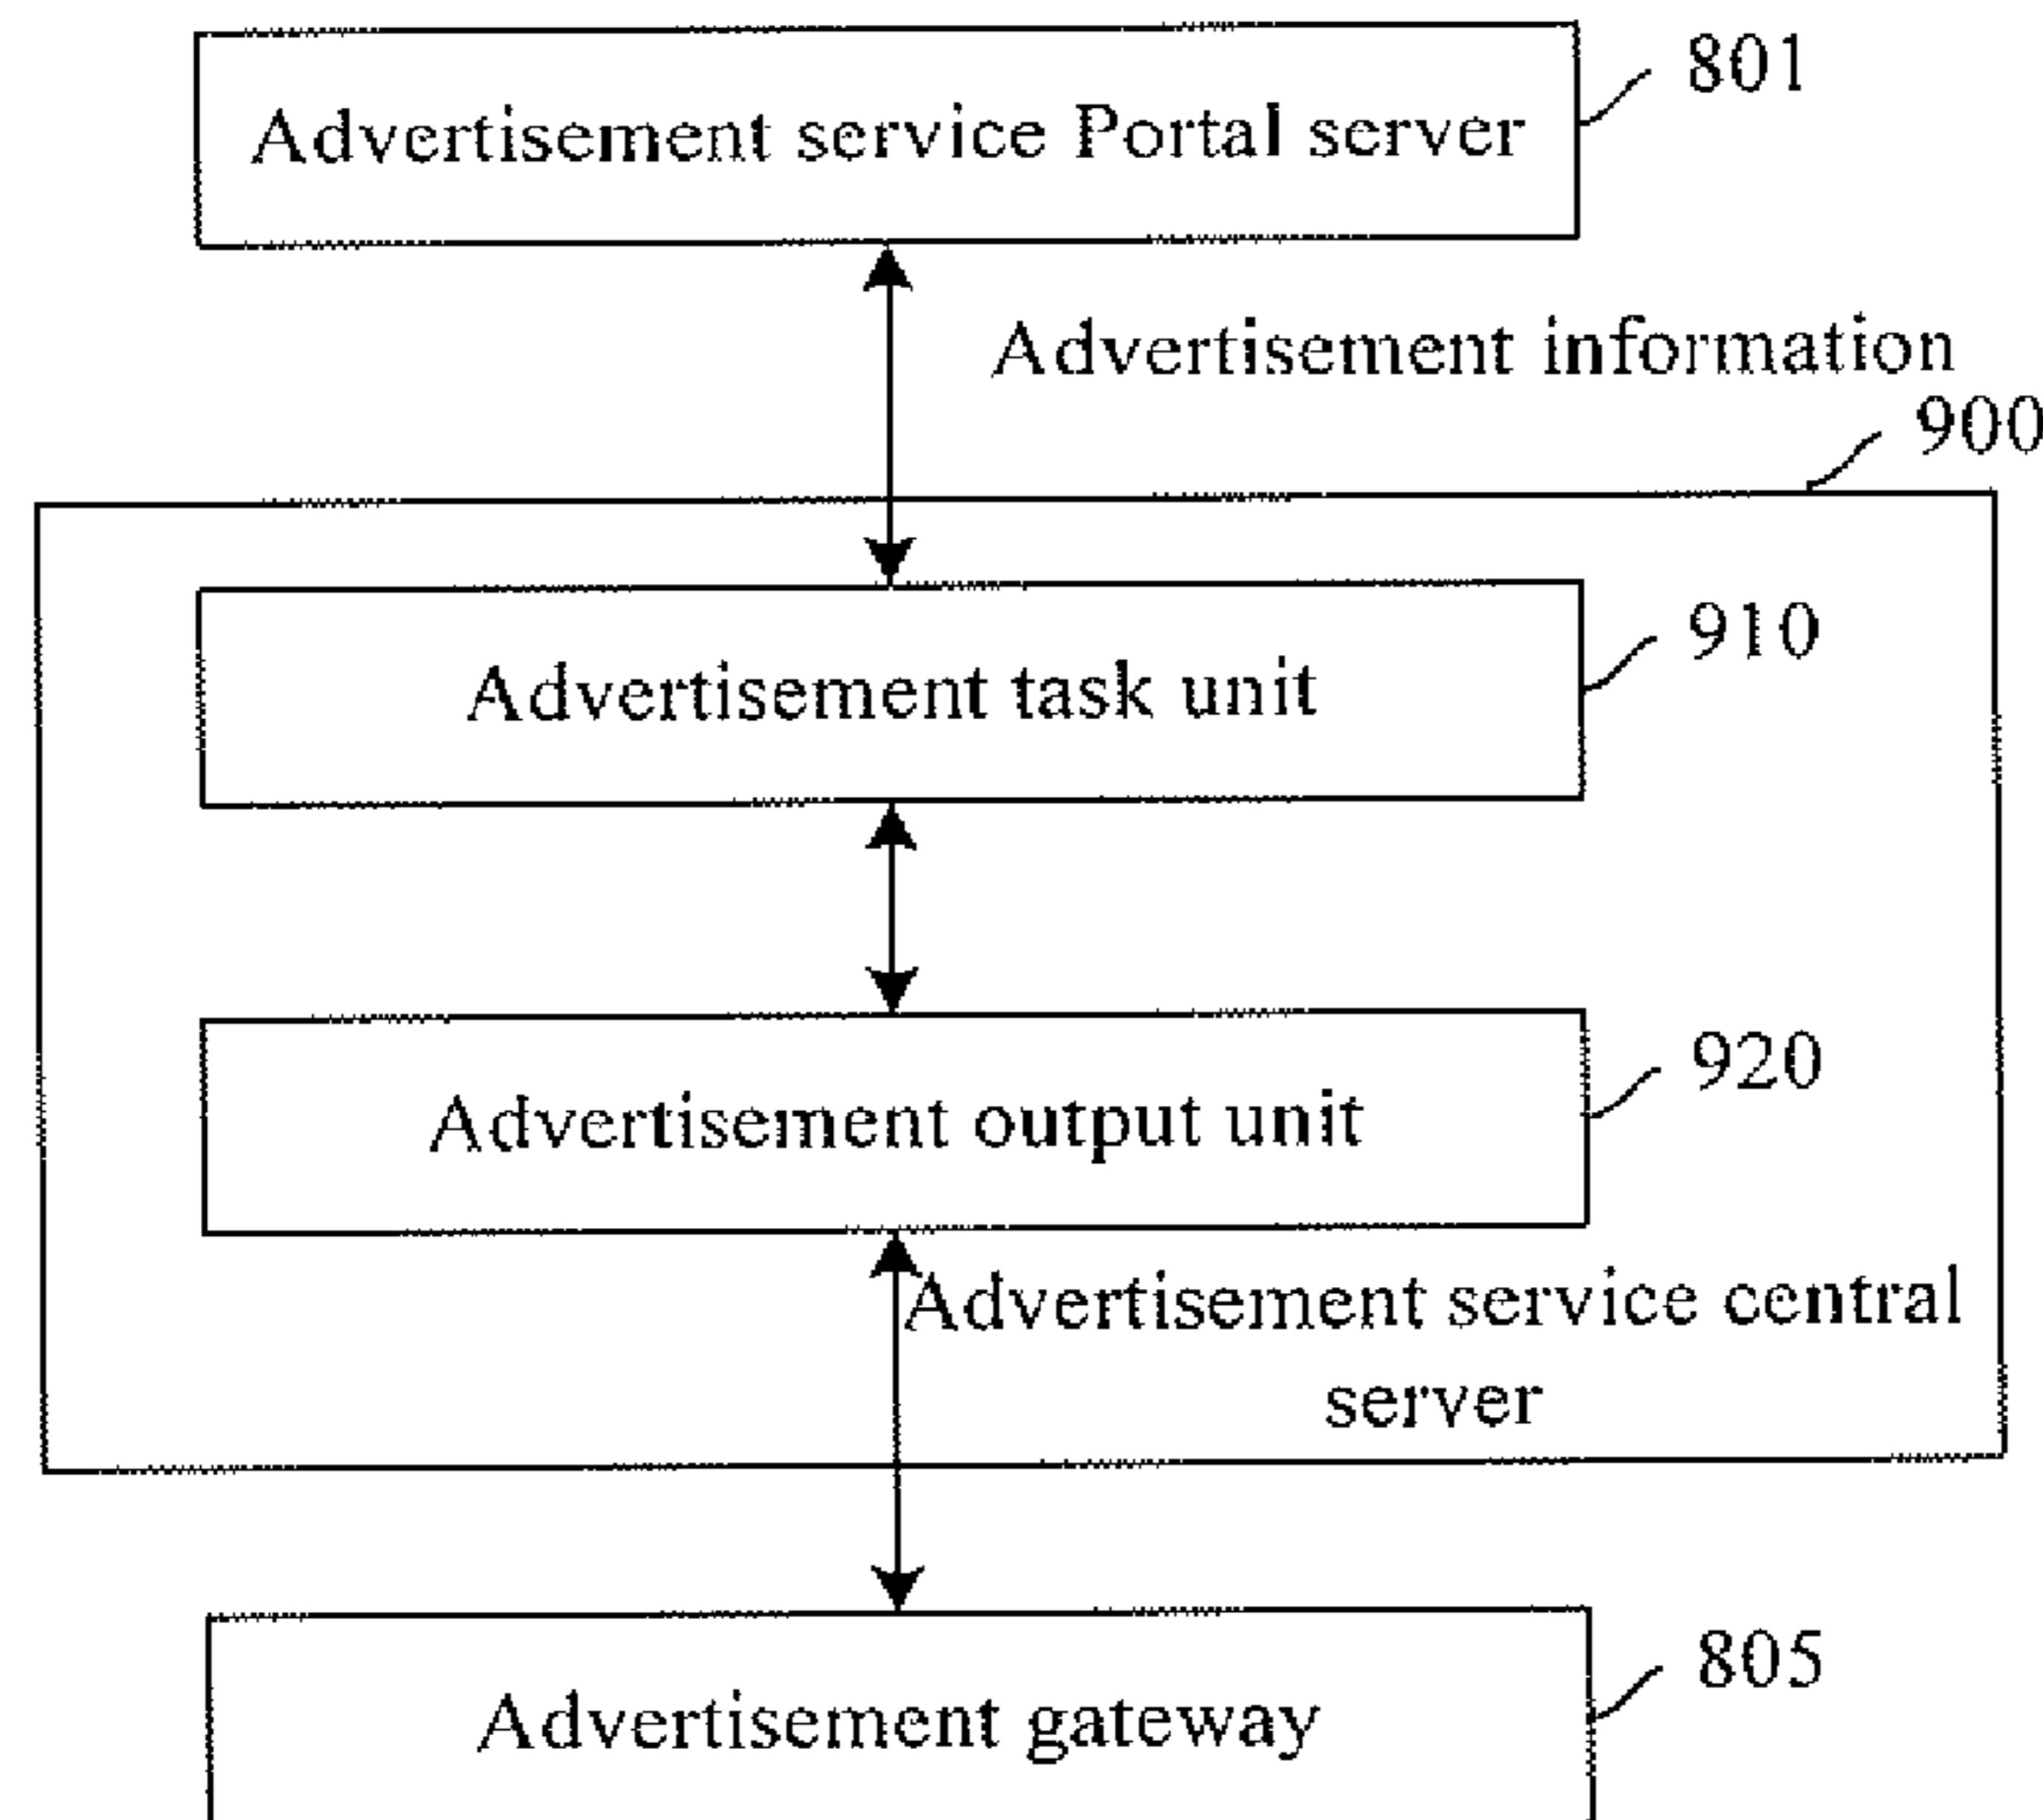 801
Advertisement service Portal server
Advertisement information
900
910
Advertisement task unit
920
Advertisement output unit
Advertisement service central
server
805
Advertisement gateway